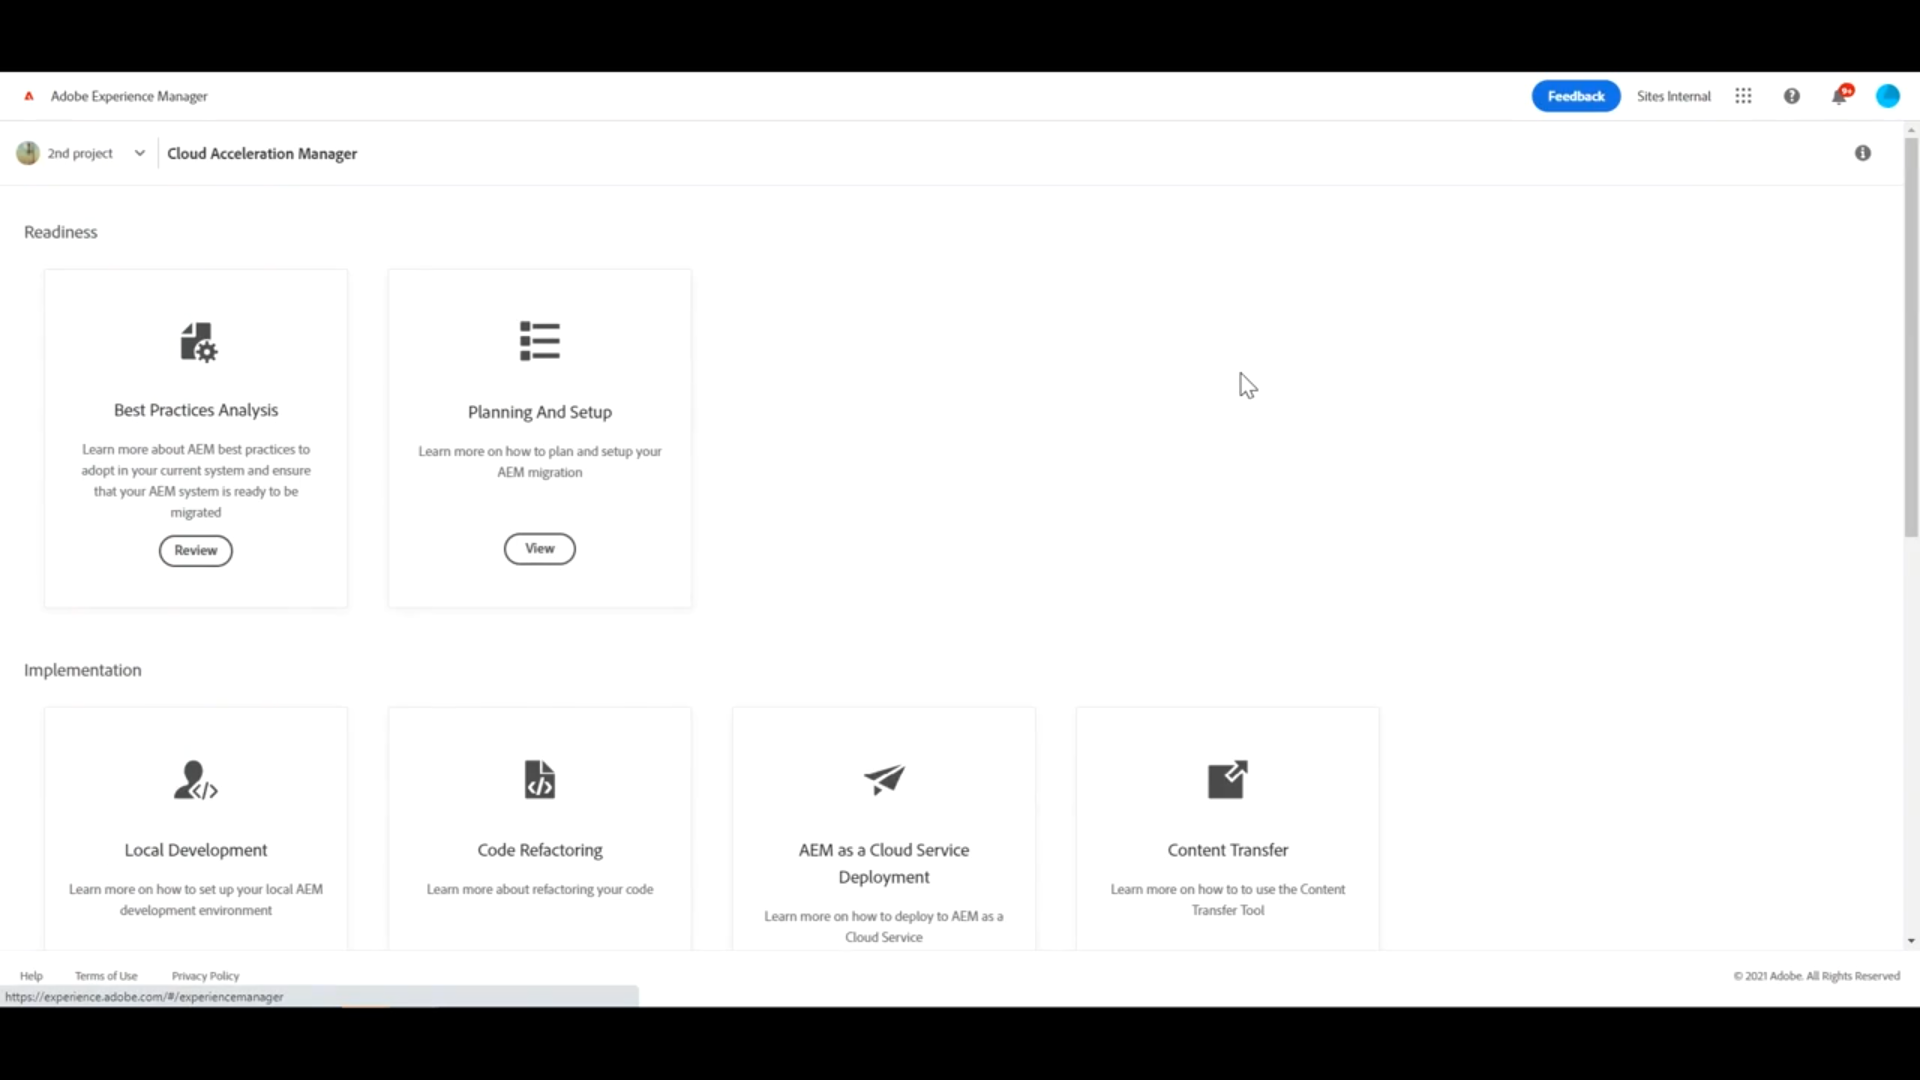 Adobe Experience Manager
Feedback
Sites Internal
9+
2nd project
Cloud Acceleration Manager
Readiness
Best Practices Analysis
Learn more about AEM best practices to
adopt in your current system and ensure
that your AEM system is ready to be
migrated
Review
Planning And Setup
Learn more on how to plan and setup your
AEM migration
View
Implementation
Local Development
Learn more on how to set up your local AEM
development environment
Code Refactoring
Learn more about refactoring your code
AEM as a Cloud Service
Deployment
Learn more on how to deploy to AEM as a
Cloud Service
Content Transfer
Learn more on how to to use the Content
Transfer Tool
Help
Terms of Use
Privacy Policy
© 2021 Adobe. All Rights Reserved
https://experience.adobe.com/#/experiencemanager